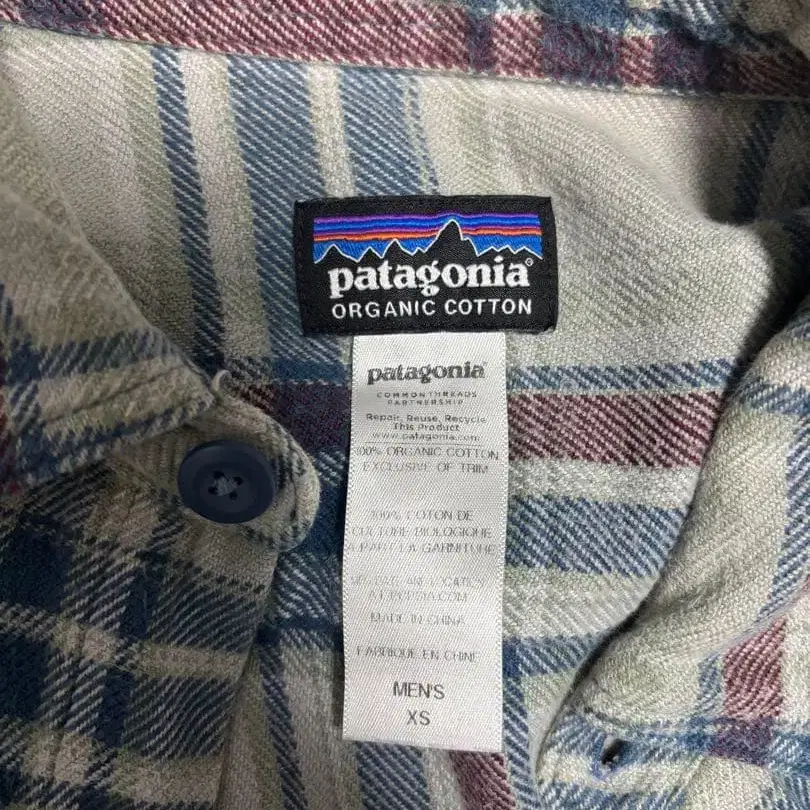 patagonia®
ORGANIC COTTON
patagonia®
COMMON THREADS
PARTNERSHIP
Repair, Reuse, Recycle
This Product
www.patagonia.com
100% ORGANIC COTTON
EXCLUSIVE OF TRIM
100% COTON DE
CULTURE BIOLOGIQUE
A PART LA GARNITURE
MADE IN CHINA
FABRIQUE EN CHINE
MEN'S
XS